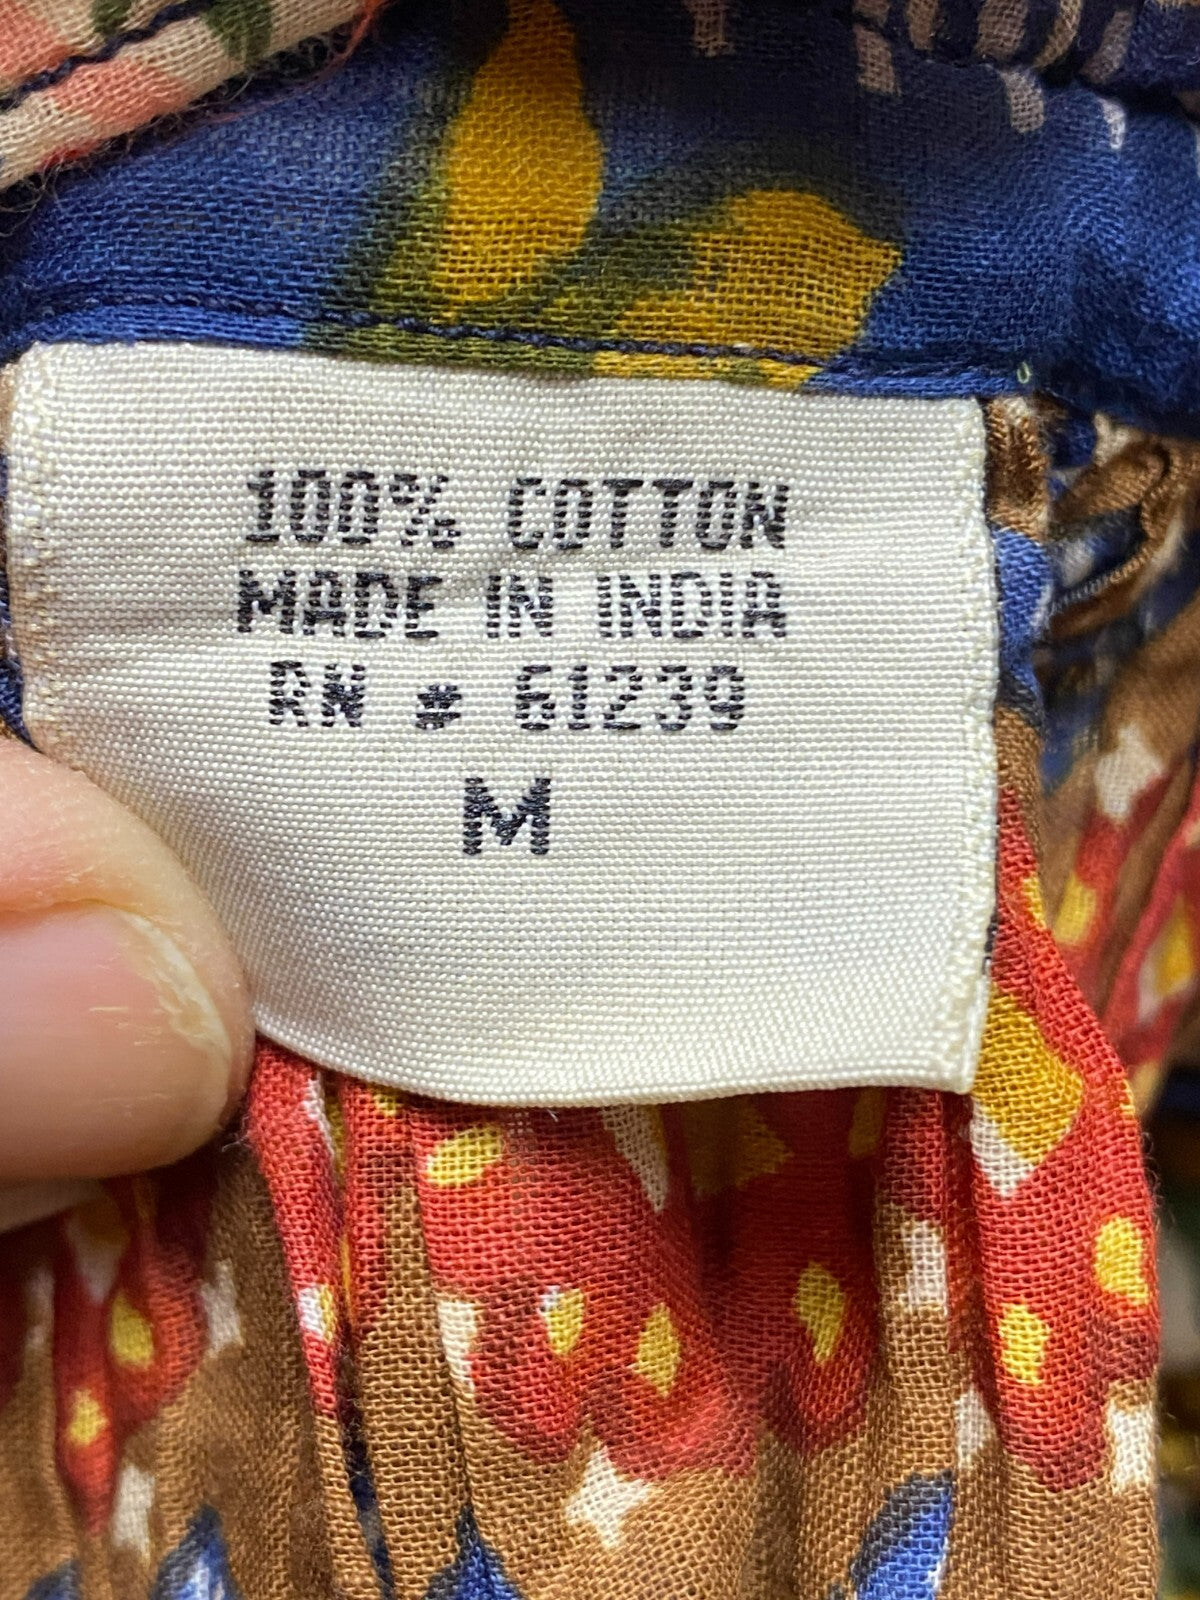 100% COTTON
MADE IN INDIA
RN # 61239
M